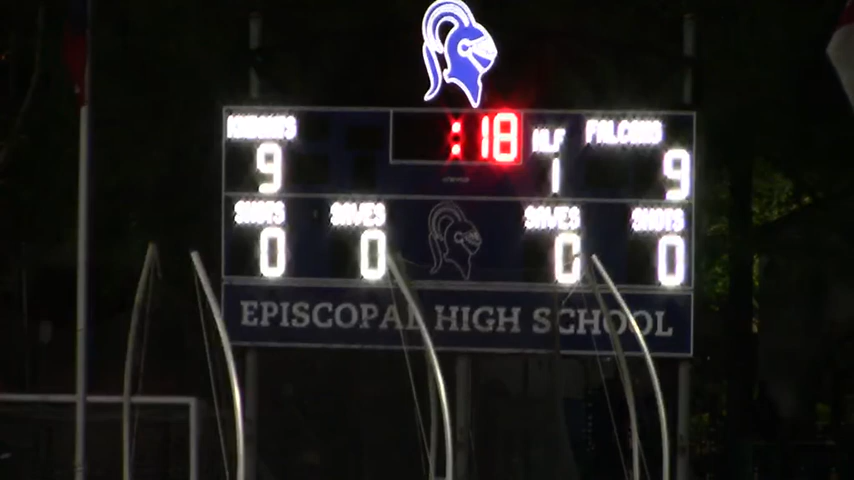 KNIGHTS :18 HLF FALCONS
9 1 9
SHOTS SAVES SAVES SHOTS
0 0 0 0
EPISCOPAL HIGH SCHOOL